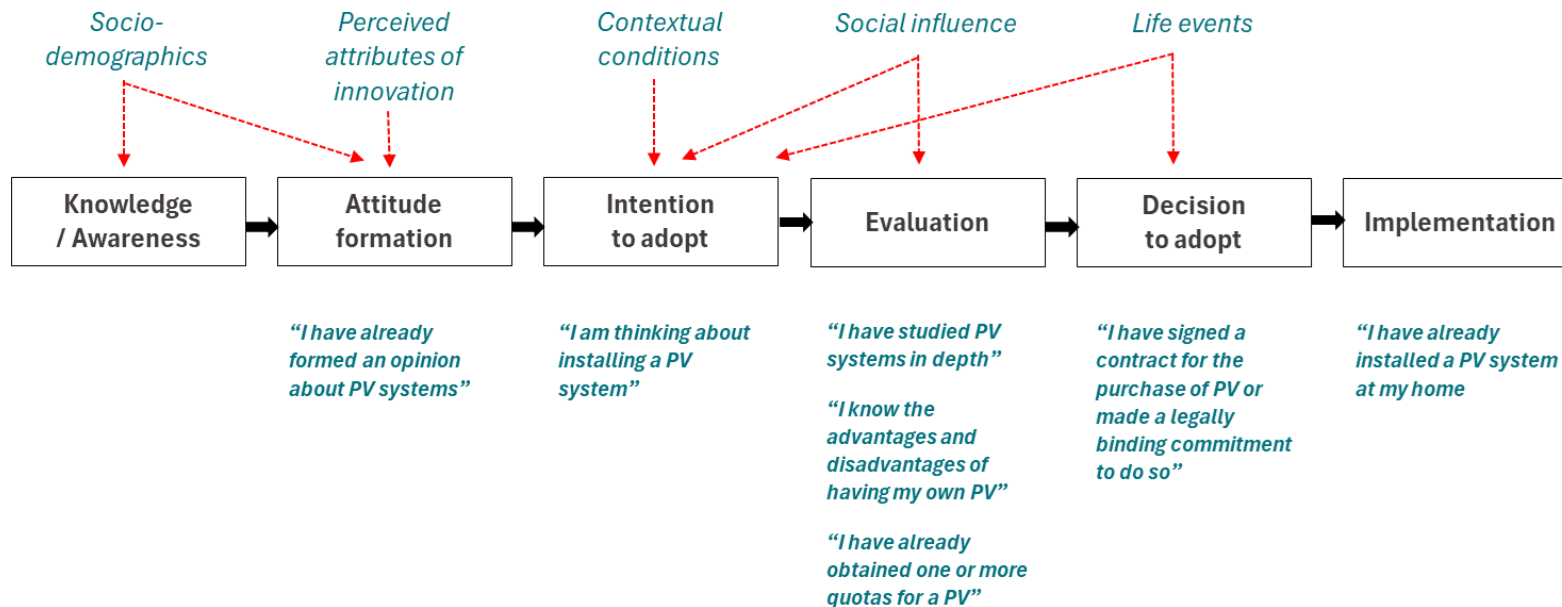 Socio-
demographics
Perceived
attributes of
innovation
Contextual
conditions
Social influence
Life events
Knowledge
/ Awareness
Attitude
formation
Intention
to adopt
Evaluation
Decision
to adopt
Implementation
“I have already
formed an opinion
about PV systems”
“I am thinking about
installing a PV
system”
“I have studied PV
systems in depth”
“I know the
advantages and
disadvantages of
having my own PV”
“I have already
obtained one or more
quotas for a PV”
“I have signed a
contract for the
purchase of PV or
made a legally
binding commitment
to do so”
“I have already
installed a PV system
at my home